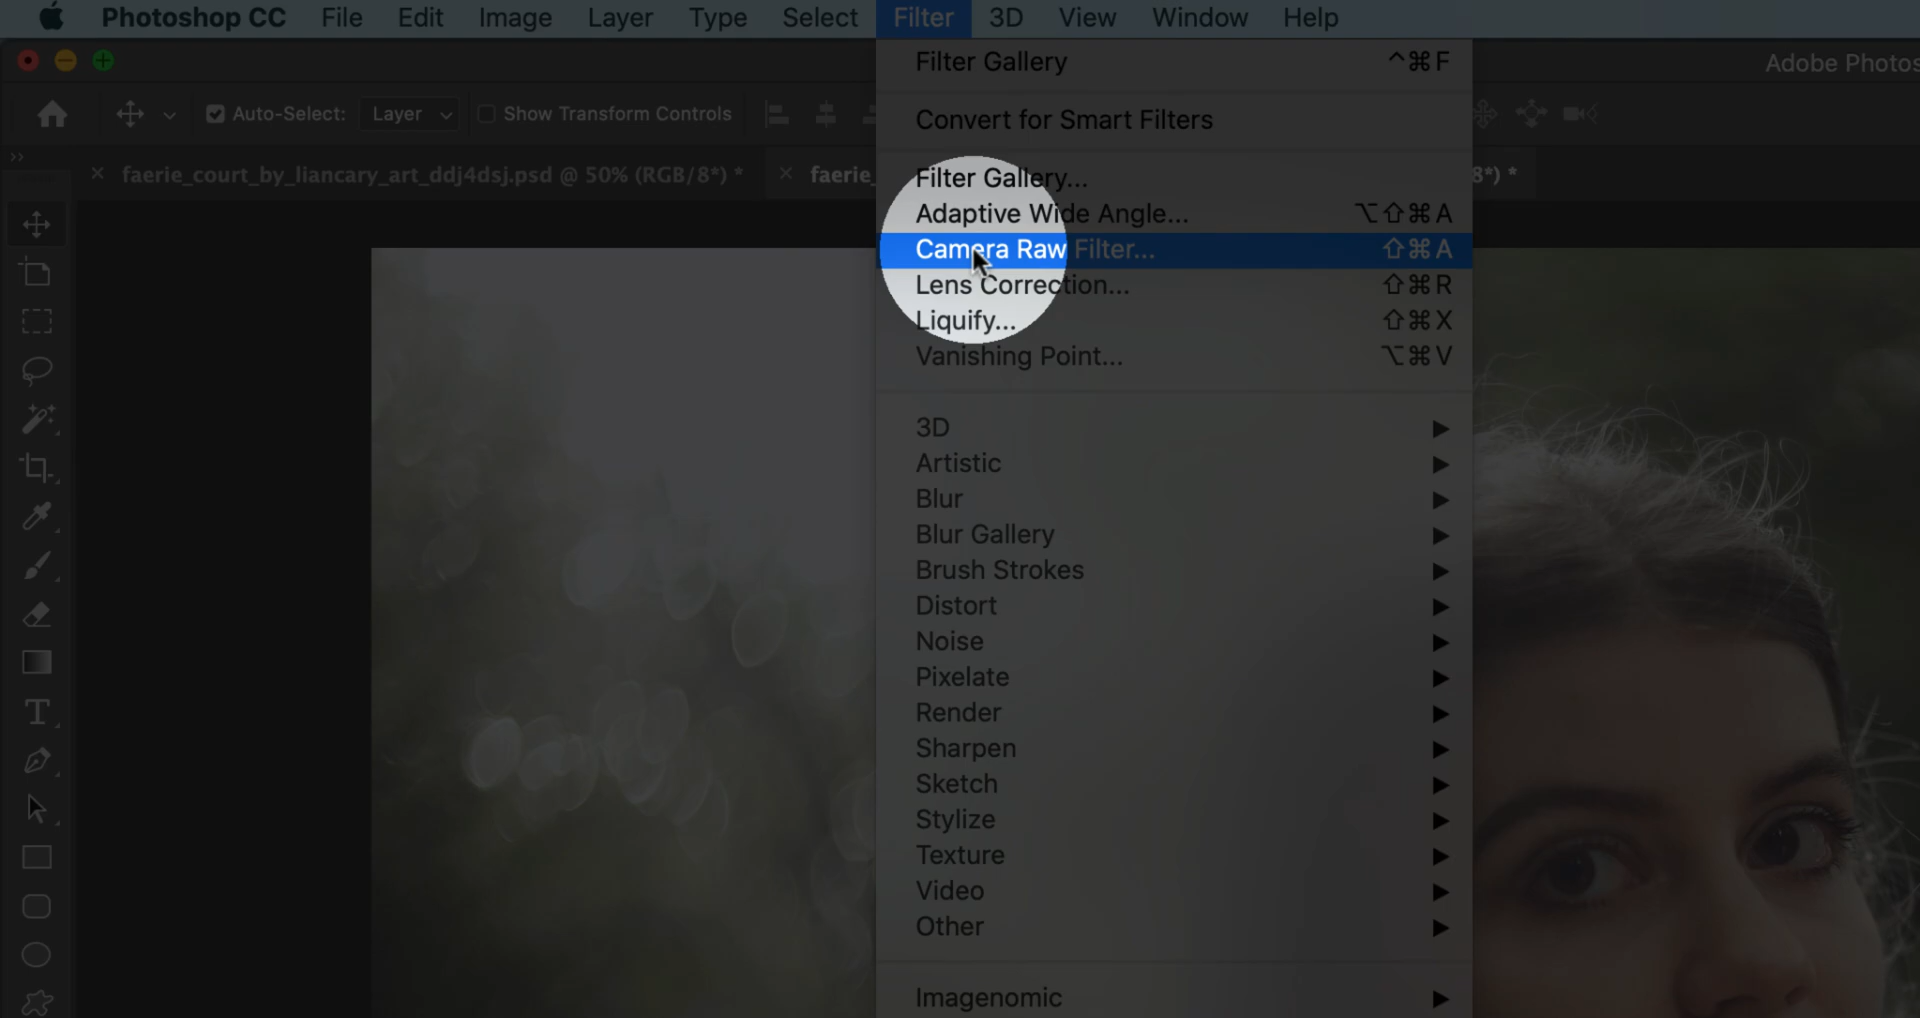 Photoshop CC File Edit Image Layer Type Select Filter 3D View Window Help
Adobe Photos
Auto-Select: Layer Show Transform Controls
faerie_court_by_liancary_art_ddj4dsj.psd @ 50% (RGB/8*) *
faerie_
8*) *
Filter Gallery ^⌘F
Convert for Smart Filters
Filter Gallery...
Adaptive Wide Angle... ⌥⇧⌘A
Camera Raw Filter... ⇧⌘A
Lens Correction... ⇧⌘R
Liquify... ⇧⌘X
Vanishing Point... ⌥⌘V
3D
Artistic
Blur
Blur Gallery
Brush Strokes
Distort
Noise
Pixelate
Render
Sharpen
Sketch
Stylize
Texture
Video
Other
Imagenomic